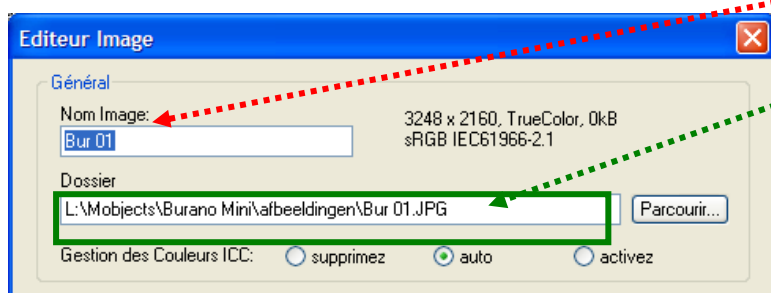 Editeur Image
Général
Nom Image:
Bur 01
3248 x 2160, TrueColor, 0kB
sRGB IEC61966-2.1
Dossier
L:\Mobjects\Burano Mini\afbeeldingen\Bur 01.JPG
Parcourir...
Gestion des Couleurs ICC: supprimez auto activez